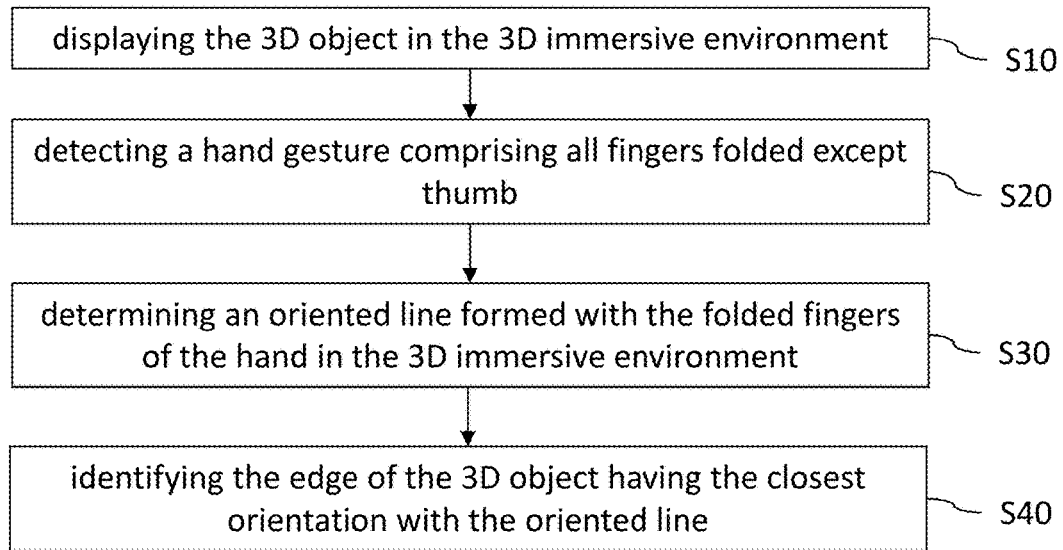 displaying the 3D object in the 3D immersive environment
S10
detecting a hand gesture comprising all fingers folded except
thumb
S20
determining an oriented line formed with the folded fingers
of the hand in the 3D immersive environment
S30
identifying the edge of the 3D object having the closest
orientation with the oriented line
S40